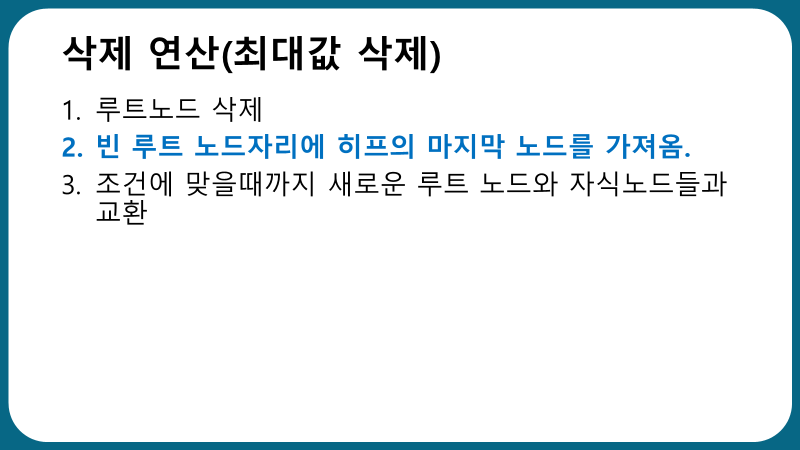 삭제 연산(최대값 삭제)
1. 루트노드 삭제
2. 빈 루트 노드자리에 히프의 마지막 노드를 가져옴.
3. 조건에 맞을때까지 새로운 루트 노드와 자식노드들과
교환